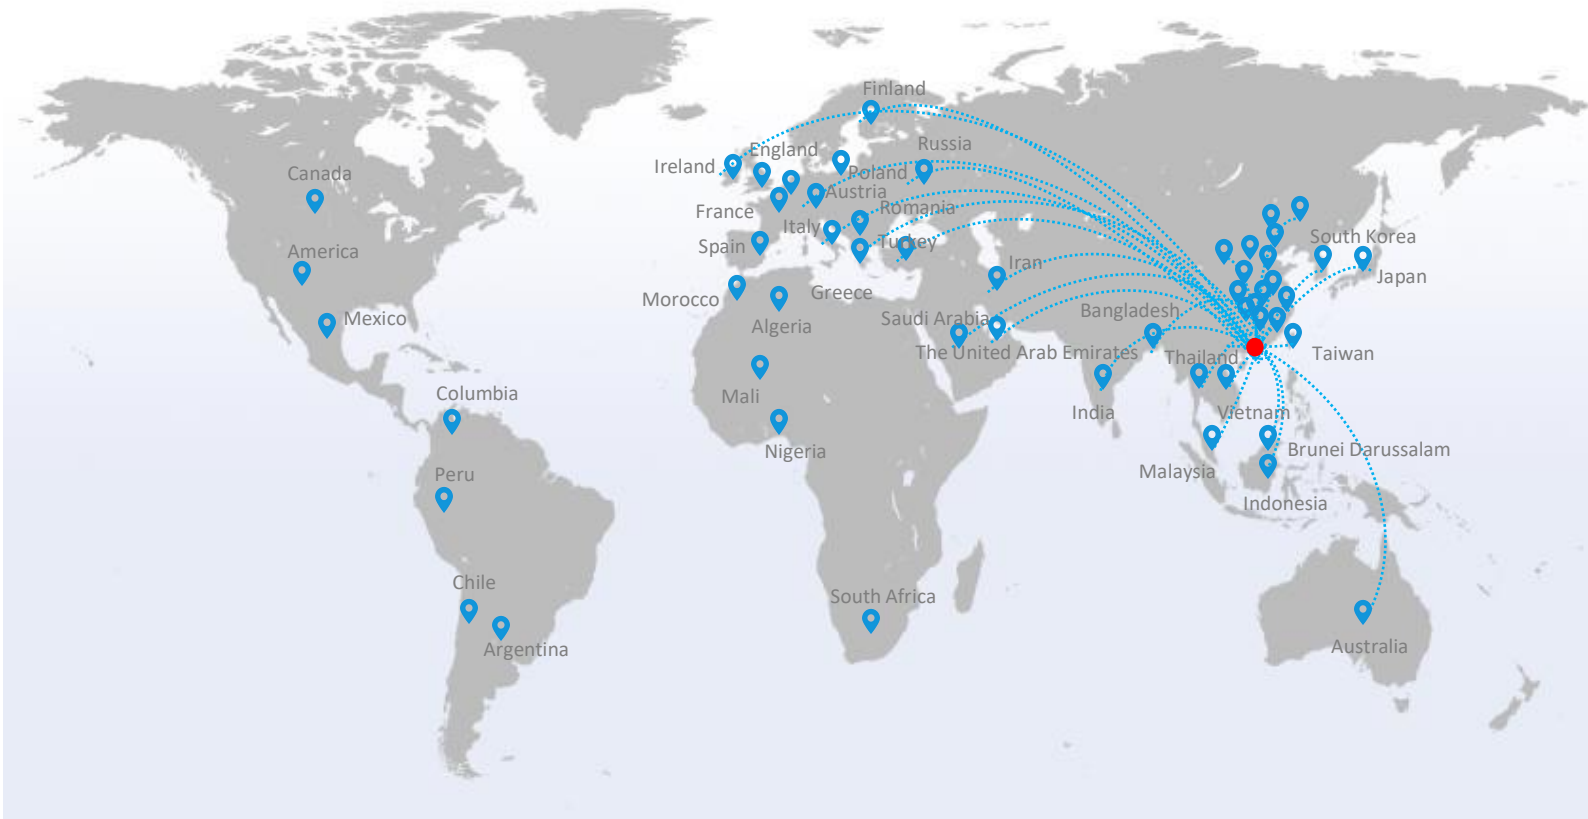 Finland
England
Russia
Ireland
Poland
Canada
Austria
France
Romania
Italy
South Korea
Spain
Turkey
America
Iran
Japan
Morocco
Greece
Algeria
Saudi Arabia
Bangladesh
Mexico
The United Arab Emirates
Thailand
Taiwan
Mali
Columbia
India
Vietnam
Nigeria
Brunei Darussalam
Malaysia
Peru
Indonesia
Chile
South Africa
Argentina
Australia